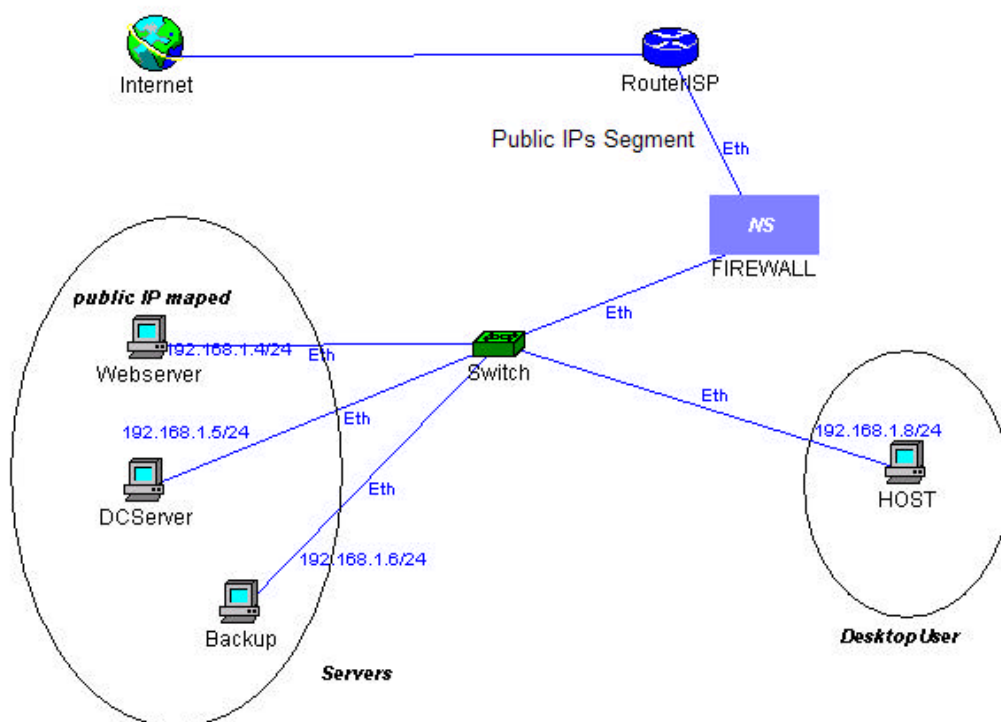 Internet
RouterISP
Public IPs Segment
Eth
NS
FIREWALL
public IP maped
192.168.1.4/24
Eth
Webserver
Eth
Switch
192.168.1.5/24
Eth
DCServer
Eth
192.168.1.6/24
Backup
Servers
Eth
192.168.1.8/24
HOST
Desktop User